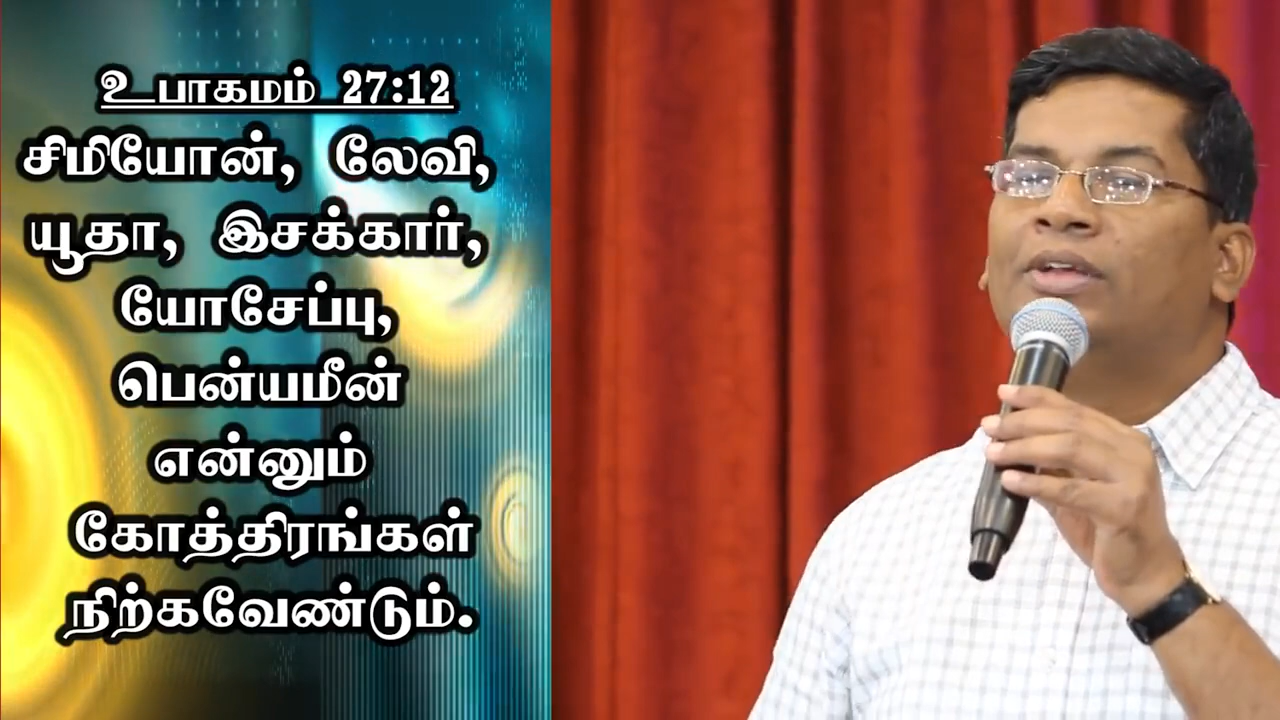 உபாகமம் 27:12
சிமியோன், லேவி,
யூதா, இசக்கார்,
யோசேப்பு,
பென்யமீன்
என்னும்
கோத்திரங்கள்
நிற்கவேண்டும்.